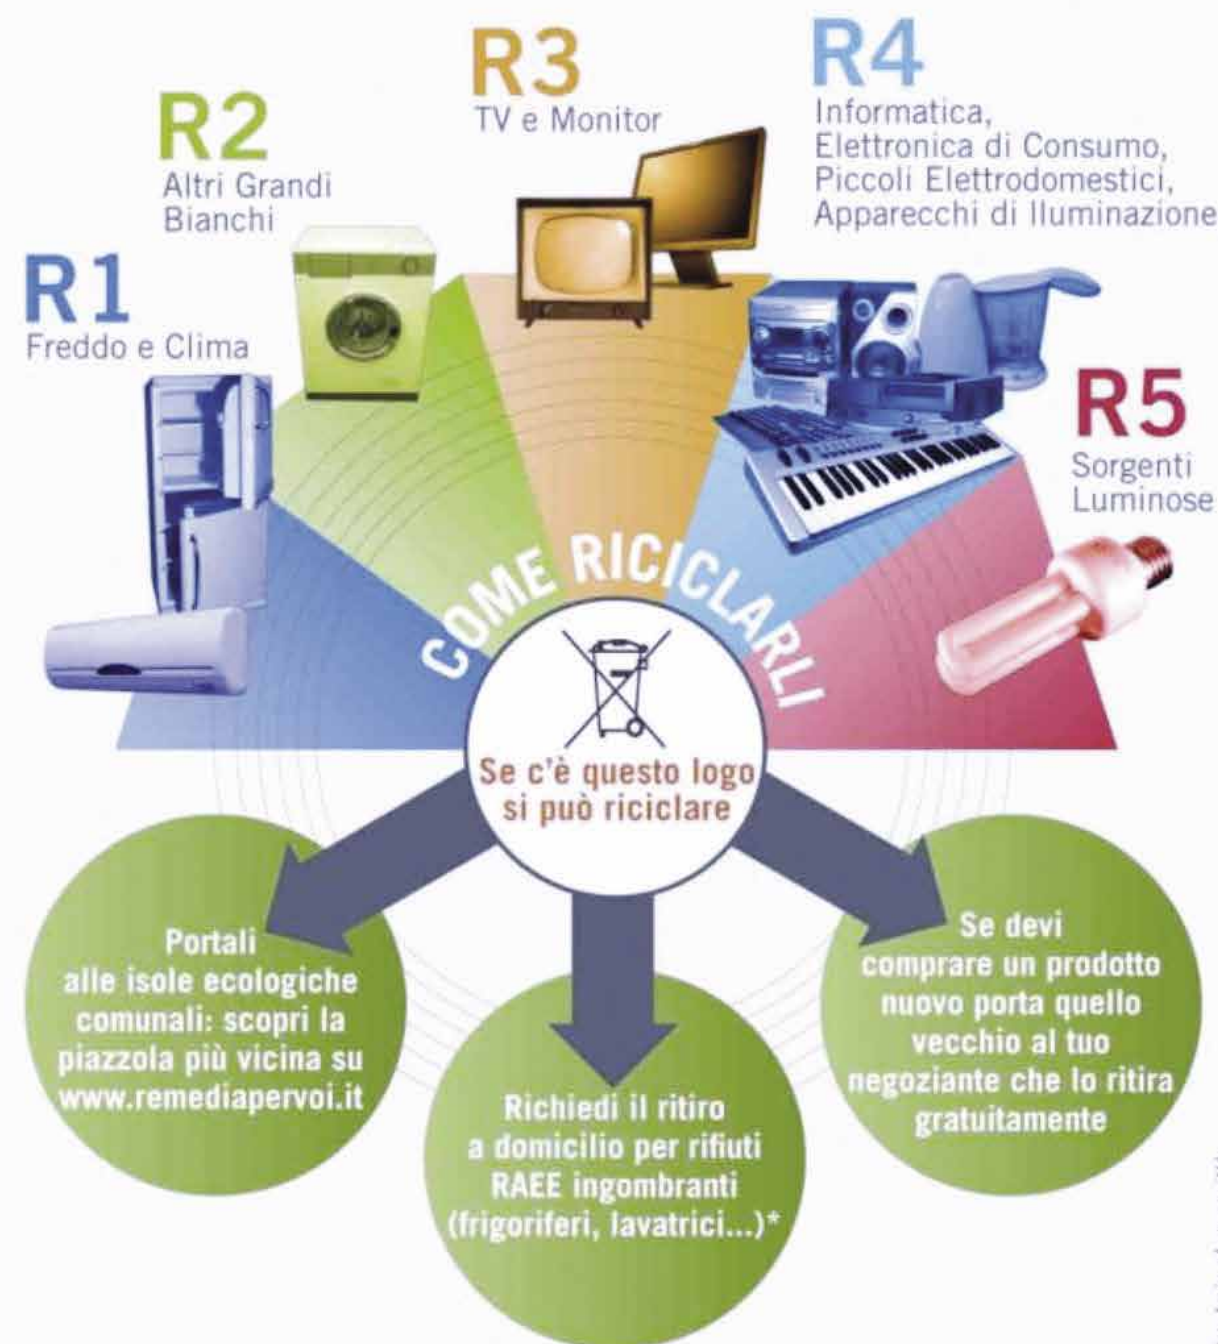 R1
Freddo e Clima
R2
Altri Grandi
Bianchi
R3
TV e Monitor
R4
Informatica,
Elettronica di Consumo,
Piccoli Elettrodomestici,
Apparecchi di Iluminazione
R5
Sorgenti
Luminose
COME RICICLARLI
Se c'è questo logo
si può riciclare
Portali
alle isole ecologiche
comunali: scopri la
piazzola più vicina su
www.remediapervoi.it
Richiedi il ritiro
a domicilio per rifiuti
RAEE ingombranti
(frigoriferi, lavatrici...)*
Se devi
comprare un prodotto
nuovo porta quello
vecchio al tuo
negoziante che lo ritira
gratuitamente